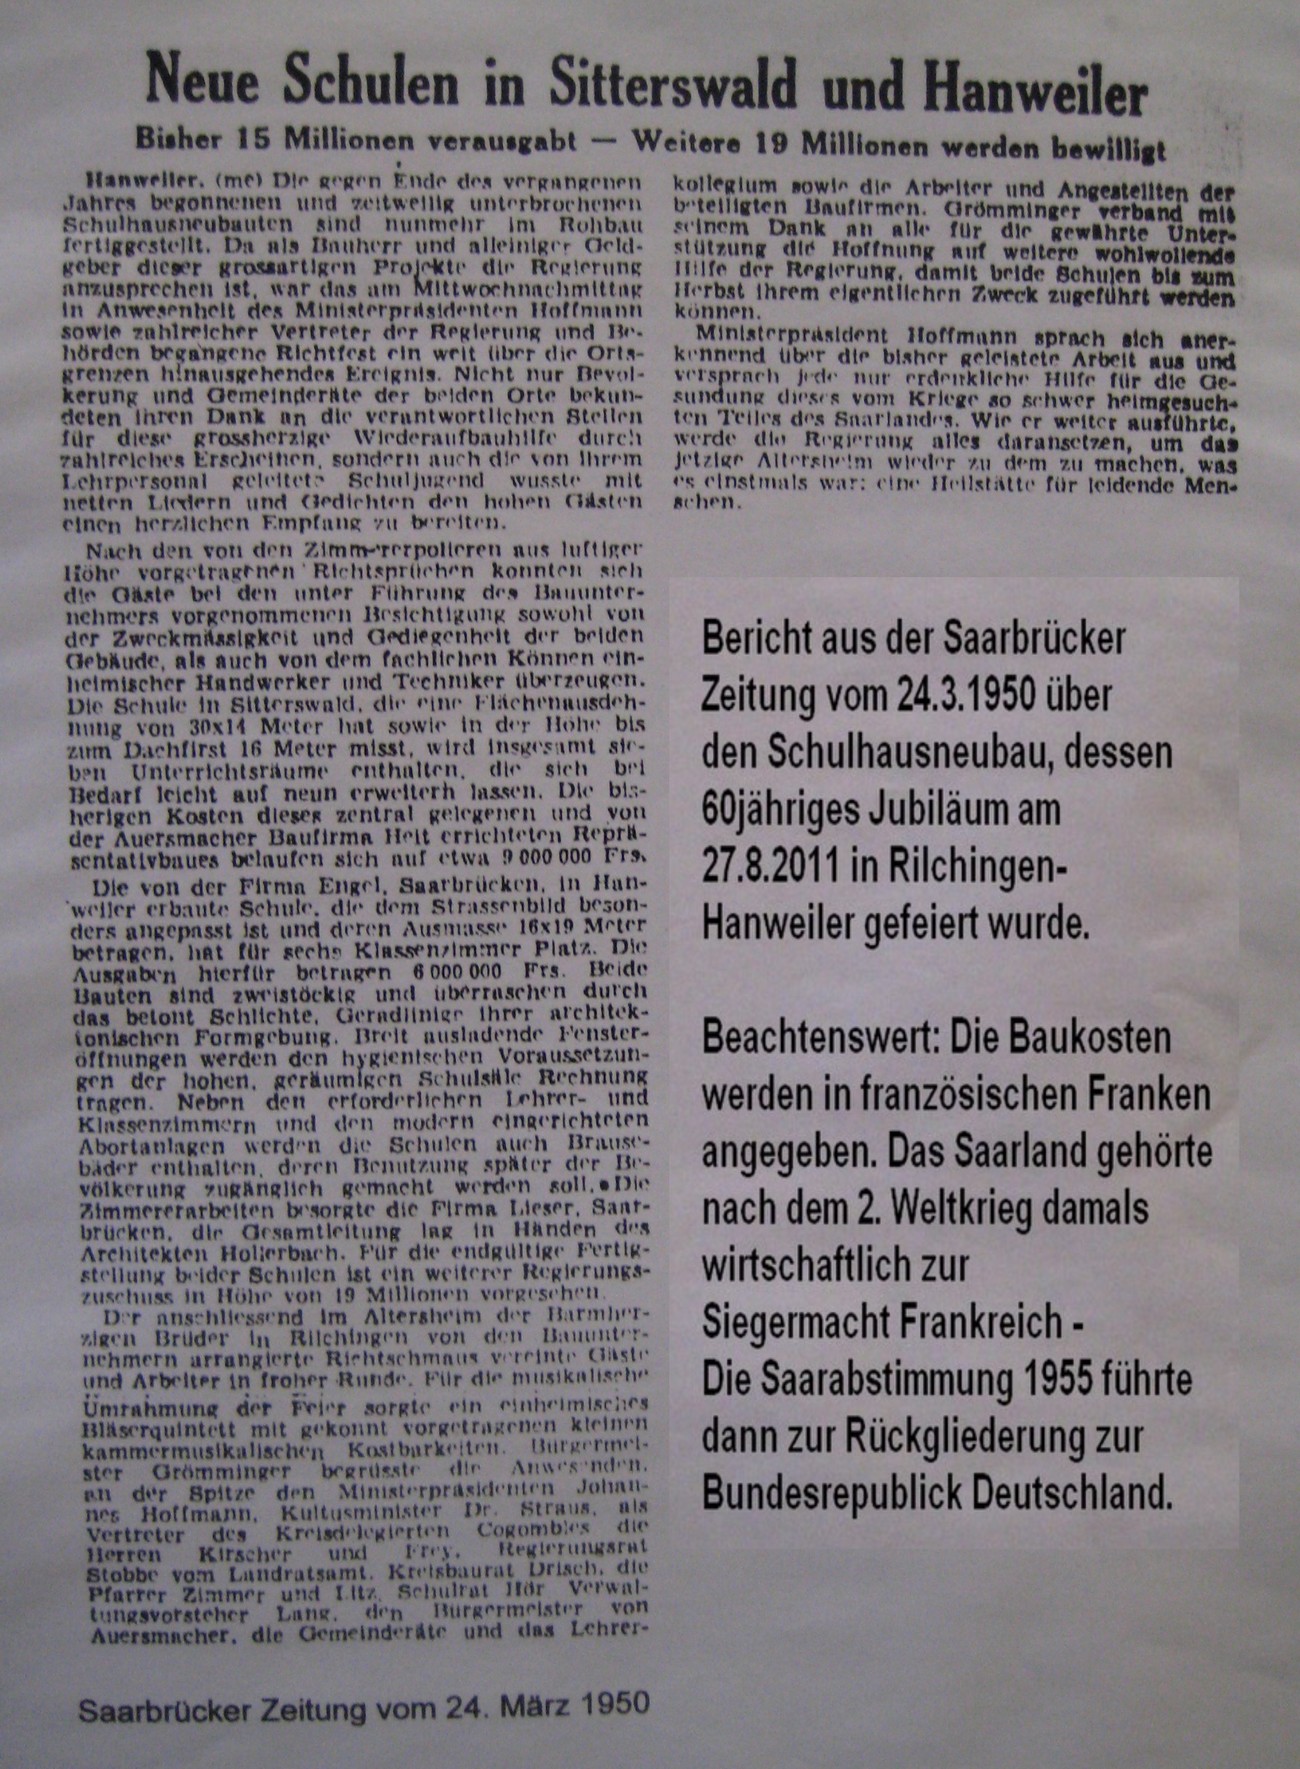 Neue Schulen in Sitterswald und Hanweiler
Bisher 15 Millionen verausgabt — Weitere 19 Millionen werden bewilligt
Hanweiler. (me) Die gegen Ende des vergangenen
Jahres begonnenen und zeitweilig unterbrochenen
Schulhausneubauten sind nunmehr im Rohbau
fertiggestellt. Da als Bauherr und alleiniger Geld-
geber dieser grossartigen Projekte die Regierung
anzusprechen ist, war das am Mittwochnachmittag
in Anwesenheit des Ministerpräsidenten Hoffmann
sowie zahlreicher Vertreter der Regierung und Be-
hörden begangene Richtfest ein weit über die Orts-
grenzen hinausgehendes Ereignis. Nicht nur Bevöl-
kerung und Gemeinderäte der beiden Orte bekun-
deten ihren Dank an die verantwortlichen Stellen
für diese grossherzige Wiederaufbauhilfe durch
zahlreiches Erscheinen, sondern auch die von ihrem
Lehrpersonal geleitete Schuljugend wusste mit
netten Liedern und Gedichten den hohen Gästen
einen herzlichen Empfang zu bereiten.
Nach den von den Zimmererpolieren aus luftiger
Höhe vorgetragenen Richtsprüchen konnten sich
die Gäste bei den unter Führung des Bauunter-
nehmers vorgenommenen Besichtigung sowohl von
der Zweckmässigkeit und Gediegenheit der beiden
Gebäude, als auch von dem fachlichen Können ein-
heimischer Handwerker und Techniker überzeugen.
Die Schule in Sitterswald, die eine Flächenausdeh-
nung von 30x14 Meter hat sowie in der Höhe bis
zum Dachfirst 16 Meter misst, wird insgesamt sie-
ben Unterrichtsräume enthalten, die sich bei
Bedarf leicht auf neun erweitern lassen. Die bis-
herigen Kosten dieses zentral gelegenen und von
der Auersmacher Baufirma Heit errichteten Reprä-
sentativbaues belaufen sich auf etwa 9 000 000 Frs.
Die von der Firma Engel, Saarbrücken, in Han-
weiler erbaute Schule, die dem Strassenbild beson-
ders angepasst ist und deren Ausmasse 16x19 Meter
betragen, hat für sechs Klassenzimmer Platz. Die
Ausgaben hierfür betragen 6 000 000 Frs. Beide
Bauten sind zweistöckig und überraschen durch
das betont Schlichte, Geradlinige ihrer architek-
tonischen Formgebung. Breit ausladende Fenster-
öffnungen werden den hygienischen Voraussetzun-
gen der hohen, geräumigen Schulsäle Rechnung
tragen. Neben den erforderlichen Lehrer- und
Klassenzimmern und den modern eingerichteten
Abortanlagen werden die Schulen auch Brause-
bäder enthalten, deren Benutzung später der Be-
völkerung zugänglich gemacht werden soll. Die
Zimmererarbeiten besorgte die Firma Lieser, Saar-
brücken, die Gesamtleitung lag in Händen des
Architekten Hollerbach. Für die endgültige Fertig-
stellung beider Schulen ist ein weiterer Regierungs-
zuschuss in Höhe von 19 Millionen vorgesehen.
Der anschliessend im Altersheim der Barmher-
zigen Brüder in Rilchingen von den Bauunter-
nehmern arrangierte Richtschmaus vereinte Gäste
und Arbeiter in froher Runde. Für die musikalische
Umrahmung der Feier sorgte ein einheimisches
Bläserquintett mit gekonnt vorgetragenen kleinen
kammermusikalischen Kostbarkeiten. Bürgermei-
ster Grömminger begrüsste die Anwesenden,
an der Spitze den Ministerpräsidenten Johan-
nes Hoffmann, Kultusminister Dr. Straus, als
Vertreter des Kreisdelegierten Cogombles die
Herren Kirscher und Frey, Regierungsrat
Stobbe vom Landratsamt, Kreisbaurat Drisch, die
Pfarrer Zimmer und Litz, Schulrat Hör, Verwal-
tungsvorsteher Lang, den Bürgermeister von
Auersmacher, die Gemeinderäte und das Lehrer-
kollegium sowie die Arbeiter und Angestellten der
beteiligten Baufirmen. Grömminger verband mit
seinem Dank an alle für die gewährte Unter-
stützung die Hoffnung auf weitere wohlwollende
Hilfe der Regierung, damit beide Schulen bis zum
Herbst ihrem eigentlichen Zweck zugeführt werden
können.
Ministerpräsident Hoffmann sprach sich aner-
kennend über die bisher geleistete Arbeit aus und
versprach jede nur erdenkliche Hilfe für die Ge-
sundung dieses vom Kriege so schwer heimgesuch-
ten Teiles des Saarlandes. Wie er weiter ausführte,
werde die Regierung alles daransetzen, um das
jetzige Altersheim wieder zu dem zu machen, was
es einstmals war: eine Heilstätte für leidende Men-
schen.
Bericht aus der Saarbrücker
Zeitung vom 24.3.1950 über
den Schulhausneubau, dessen
60jähriges Jubiläum am
27.8.2011 in Rilchingen-
Hanweiler gefeiert wurde.
Beachtenswert: Die Baukosten
werden in französischen Franken
angegeben. Das Saarland gehörte
nach dem 2. Weltkrieg damals
wirtschaftlich zur
Siegermacht Frankreich -
Die Saarabstimmung 1955 führte
dann zur Rückgliederung zur
Bundesrepublick Deutschland.
Saarbrücker Zeitung vom 24. März 1950